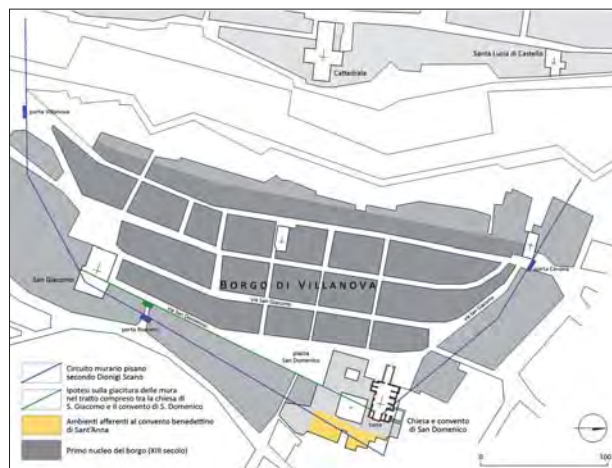 Santa Lucia di Castello
Cattedrale
porta Villanova
San Giacomo
BORGO DI VILLANOVA
porta Cavana
via San Giacomo
via San Giacomo
via San Domenico
piazza
San Domenico
Chiesa e convento
di San Domenico
Circuito murario pisano
secondo Dionigi Scano
Ipotesi sulla giacitura delle mura
nel tratto compreso tra la chiesa di
S. Giacomo e il convento di S. Domenico
Ambienti afferenti al convento benedettino
di Sant'Anna
Primo nucleo del borgo (XIII secolo)
0